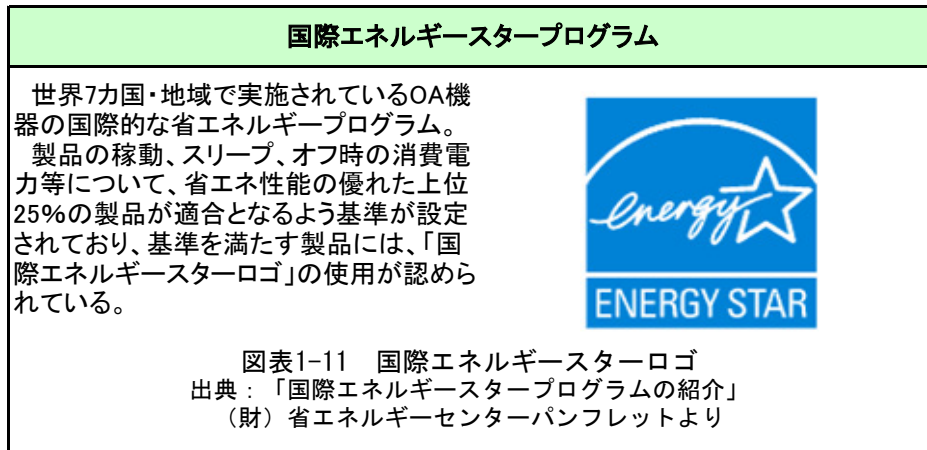 国際エネルギースタープログラム
世界7カ国・地域で実施されているOA機
器の国際的な省エネルギープログラム。
製品の稼動、スリープ、オフ時の消費電
力等について、省エネ性能の優れた上位
25%の製品が適合となるよう基準が設定
されており、基準を満たす製品には、「国
際エネルギースターロゴ」の使用が認めら
れている。
energy
ENERGY STAR
図表1-11　国際エネルギースターロゴ
出典：「国際エネルギースタープログラムの紹介」
（財）省エネルギーセンターパンフレットより